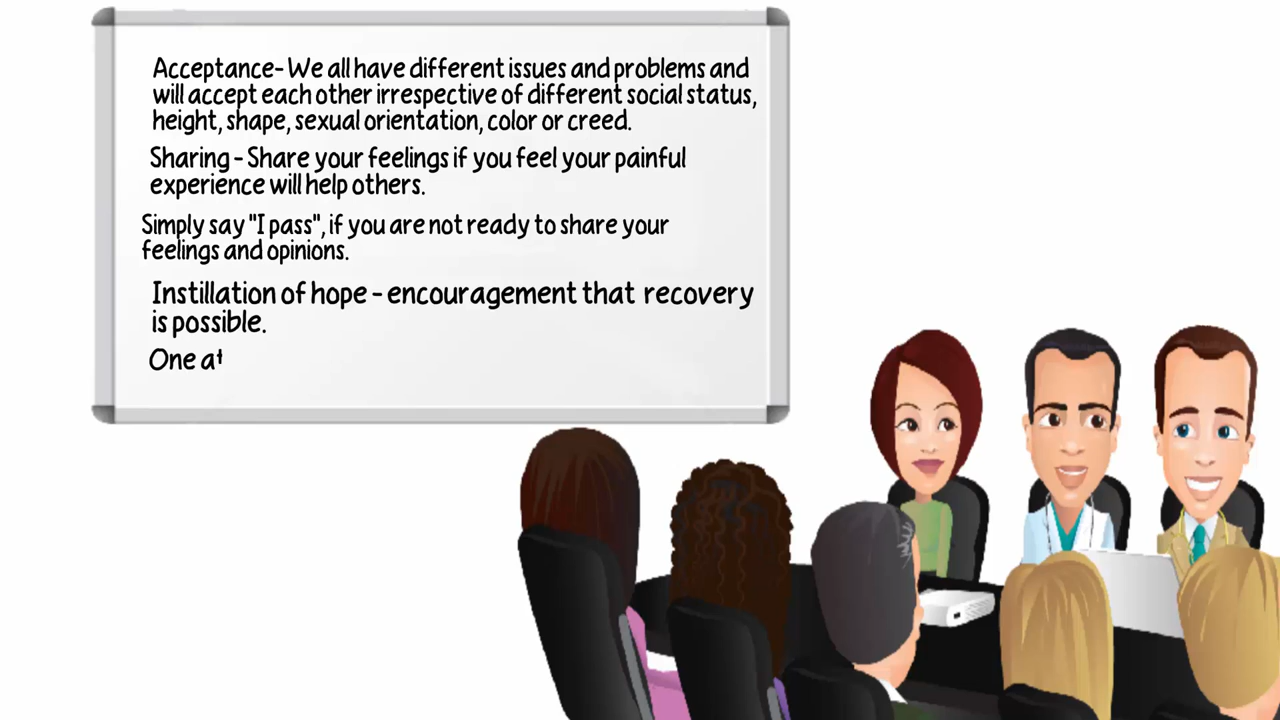 Acceptance- We all have different issues and problems and
will accept each other irrespective of different social status,
height, shape, sexual orientation, color or creed.
Sharing - Share your feelings if you feel your painful
experience will help others.
Simply say "I pass", if you are not ready to share your
feelings and opinions.
Instillation of hope - encouragement that recovery
is possible.
One at